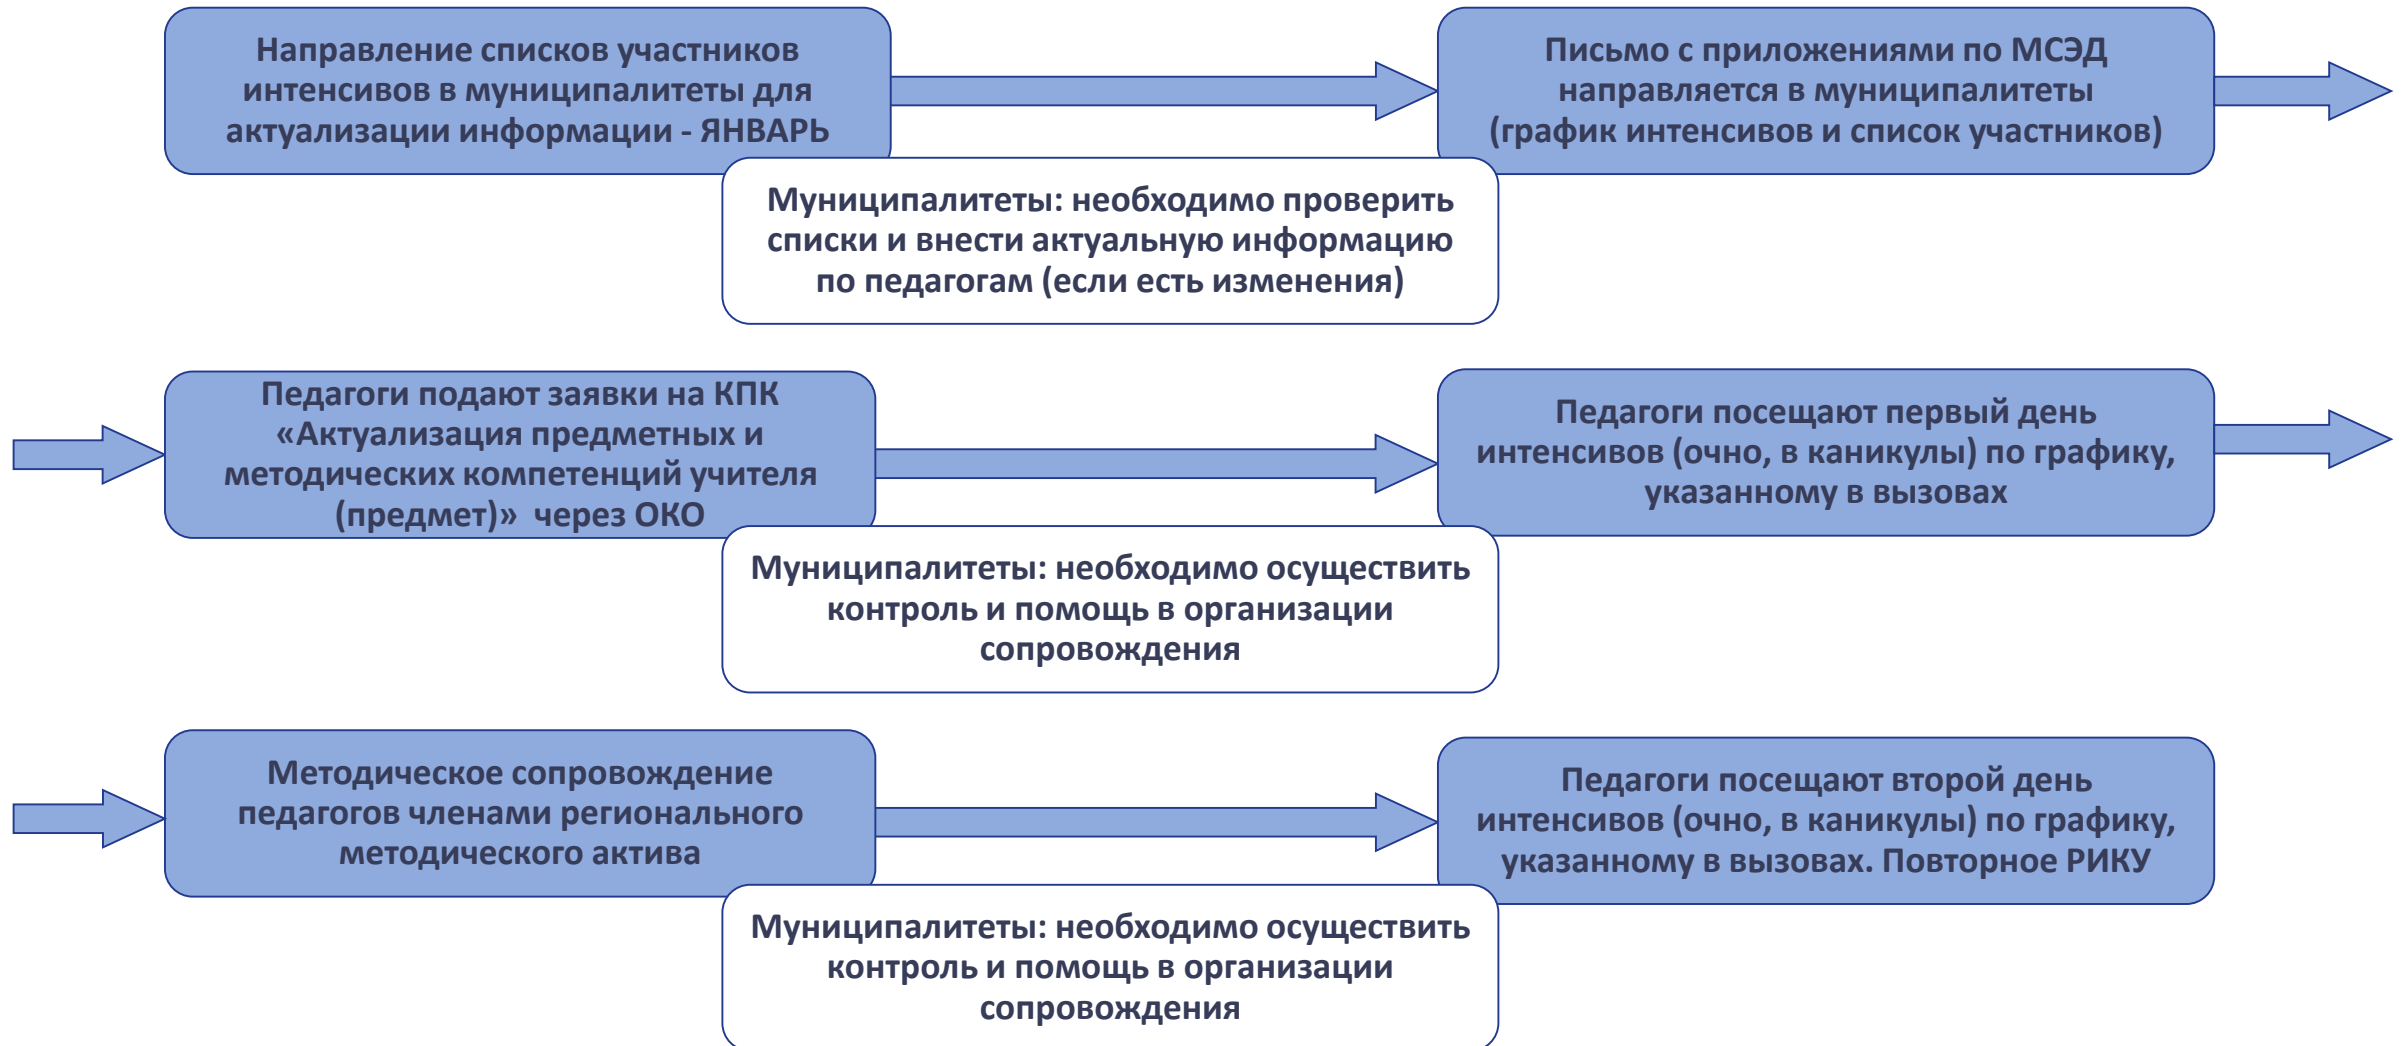 Направление списков участников
интенсивов в муниципалитеты для
актуализации информации - ЯНВАРЬ
Письмо с приложениями по МСЭД
направляется в муниципалитеты
(график интенсивов и список участников)
Муниципалитеты: необходимо проверить
списки и внести актуальную информацию
по педагогам (если есть изменения)
Педагоги подают заявки на КПК
«Актуализация предметных и
методических компетенций учителя
(предмет)» через ОКО
Педагоги посещают первый день
интенсивов (очно, в каникулы) по графику,
указанному в вызовах
Муниципалитеты: необходимо осуществить
контроль и помощь в организации
сопровождения
Методическое сопровождение
педагогов членами регионального
методического актива
Педагоги посещают второй день
интенсивов (очно, в каникулы) по графику,
указанному в вызовах. Повторное РИКУ
Муниципалитеты: необходимо осуществить
контроль и помощь в организации
сопровождения